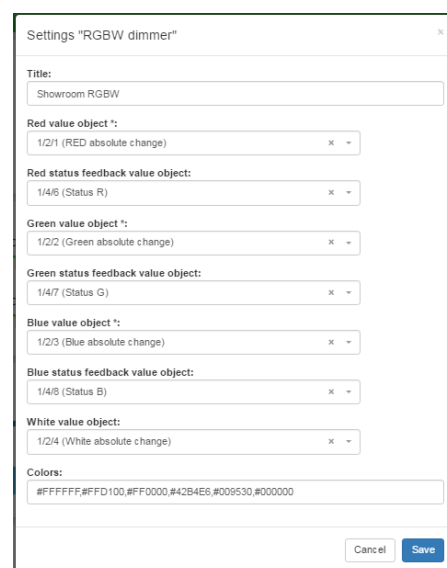 Settings "RGBW dimmer"
×
Title:
Showroom RGBW
Red value object *:
1/2/1 (RED absolute change)
×
Red status feedback value object:
1/4/6 (Status R)
×
Green value object *:
1/2/2 (Green absolute change)
×
Green status feedback value object:
1/4/7 (Status G)
×
Blue value object *:
1/2/3 (Blue absolute change)
×
Blue status feedback value object:
1/4/8 (Status B)
×
White value object:
1/2/4 (White absolute change)
×
Colors:
#FFFFFF,#FFD100,#FF0000,#42B4E6,#009530,#000000
Cancel
Save